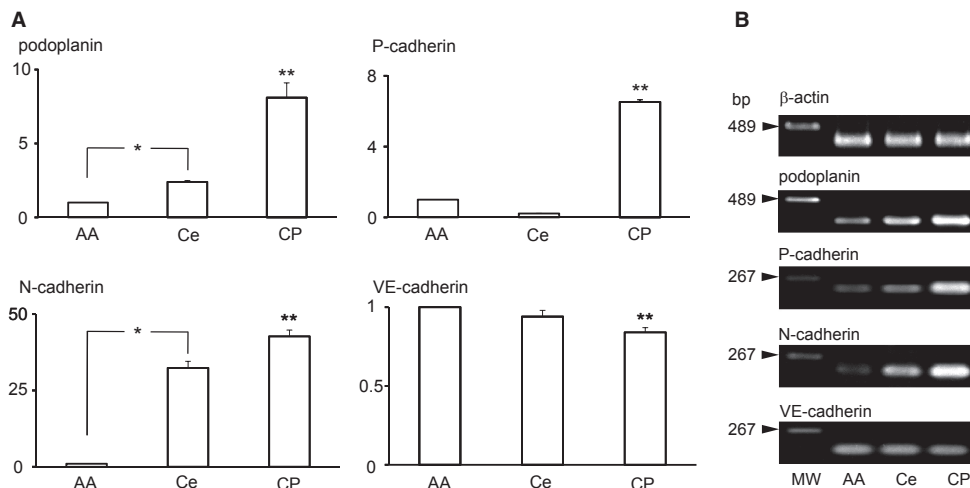 A
podoplanin
10
5
0
**
*
AA
Ce
CP
P-cadherin
8
6
4
2
0
**
AA
Ce
CP
N-cadherin
50
25
0
*
**
AA
Ce
CP
VE-cadherin
1
0.5
0
**
AA
Ce
CP
B
bp
β-actin
489
podoplanin
489
P-cadherin
267
N-cadherin
267
VE-cadherin
267
MW AA Ce CP